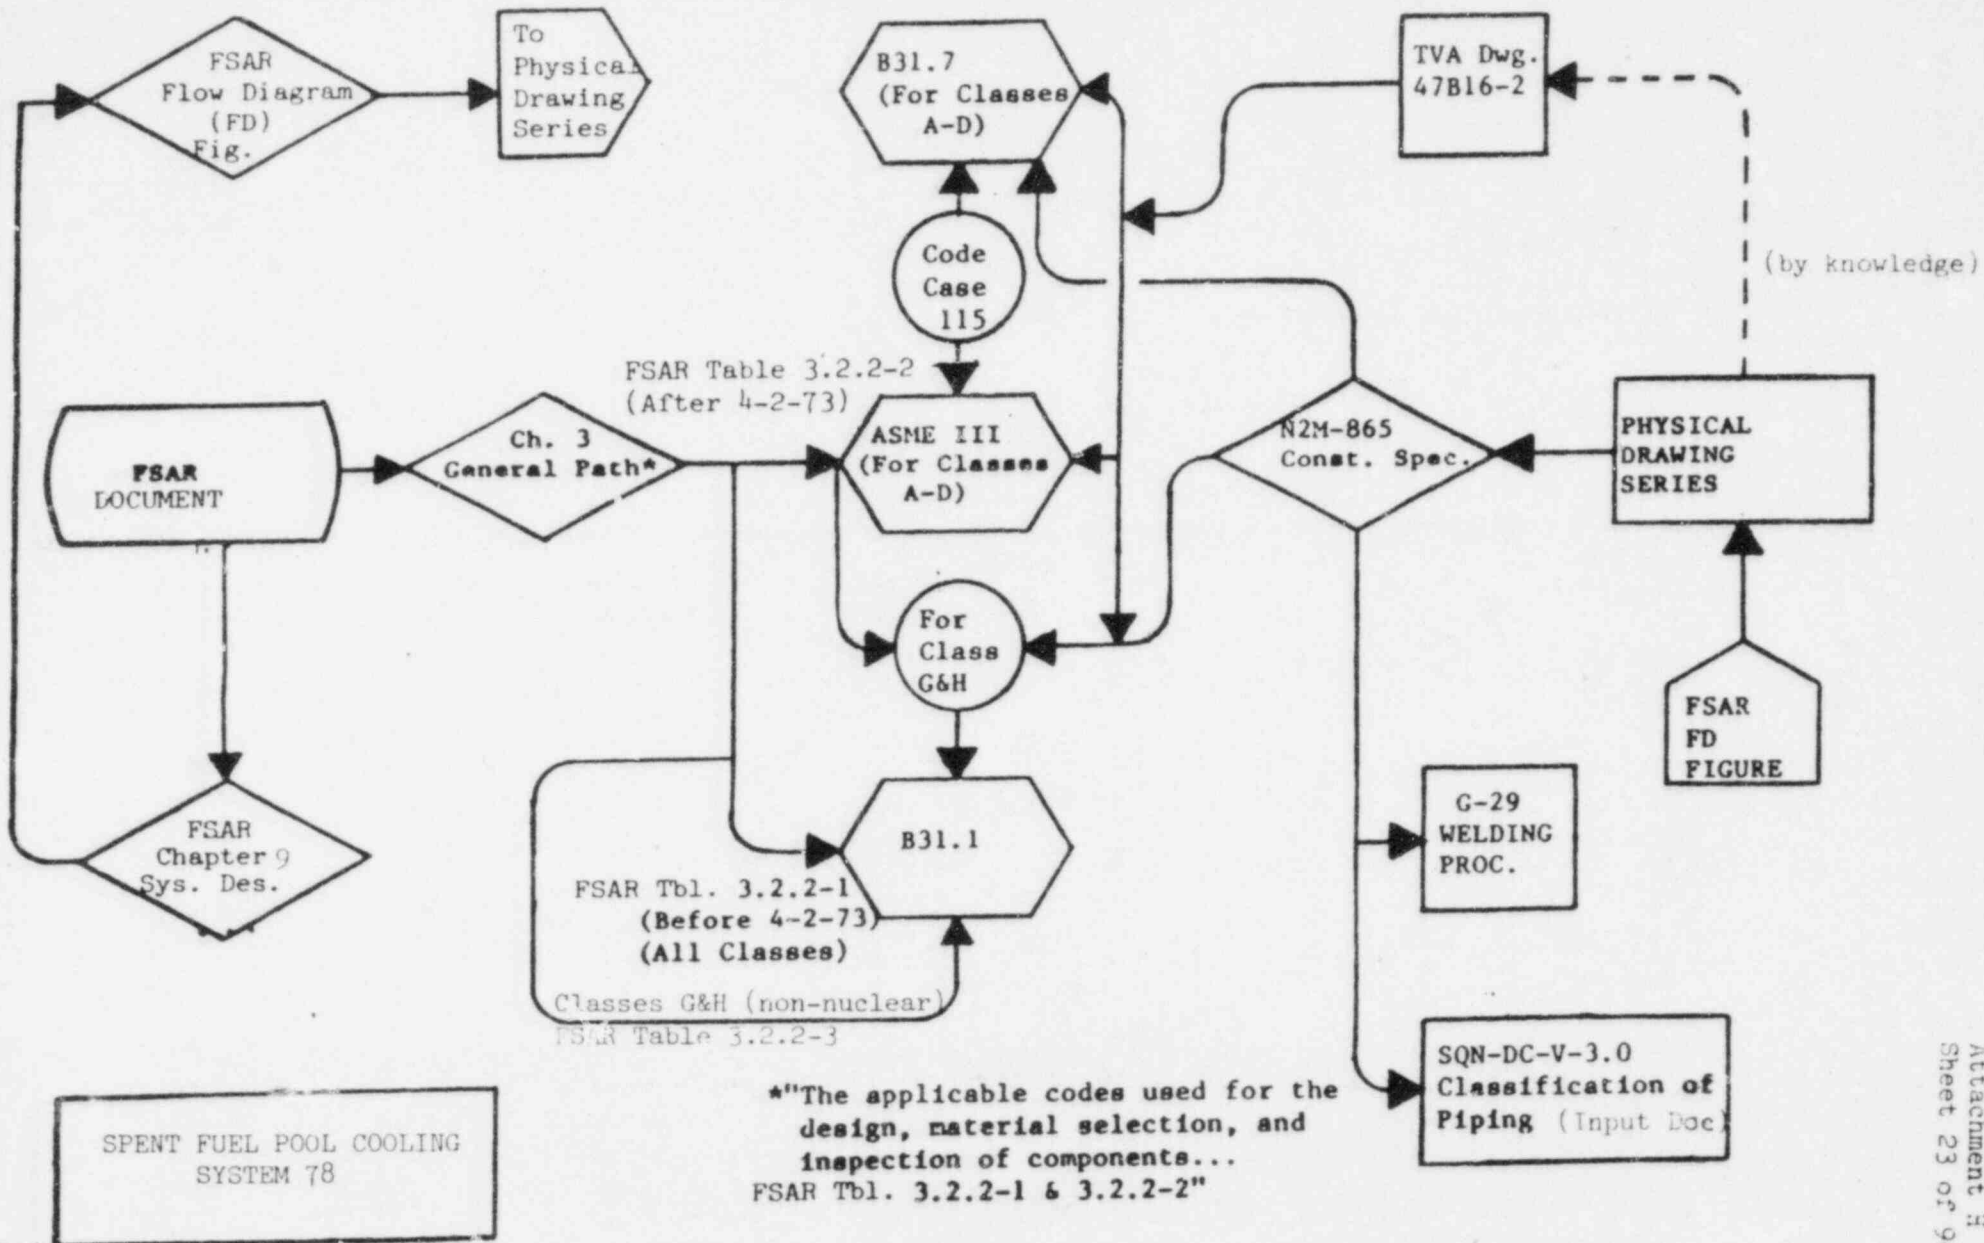 FSAR
Flow Diagram
(FD)
Fig.
To
Physical
Drawing
Series
B31.7
(For Classes
A-D)
TVA Dwg.
47B16-2
(by knowledge)
Code
Case
115
FSAR Table 3.2.2-2
(After 4-2-73)
FSAR
DOCUMENT
Ch. 3
General Path*
ASME III
(For Classes
A-D)
N2M-865
Const. Spec.
PHYSICAL
DRAWING
SERIES
For
Class
G&H
FSAR
FD
FIGURE
FSAR
Chapter 9
Sys. Des.
B31.1
G-29
WELDING
PROC.
FSAR Tbl. 3.2.2-1
(Before 4-2-73)
(All Classes)
Classes G&H (non-nuclear)
FSAR Table 3.2.2-3
SQN-DC-V-3.0
Classification of
Piping (Input Doc)
SPENT FUEL POOL COOLING
SYSTEM 78
*"The applicable codes used for the
design, material selection, and
inspection of components...
FSAR Tbl. 3.2.2-1 & 3.2.2-2"
Attachment
Sheet 23 of 9